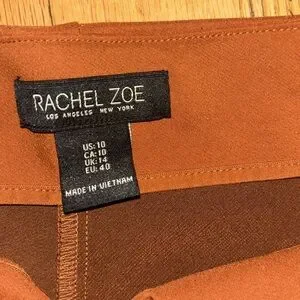 RACHEL ZOE
LOS ANGELES NEW YORK
US: 10
CA: 10
UK: 14
EU: 40
MADE IN VIETNAM